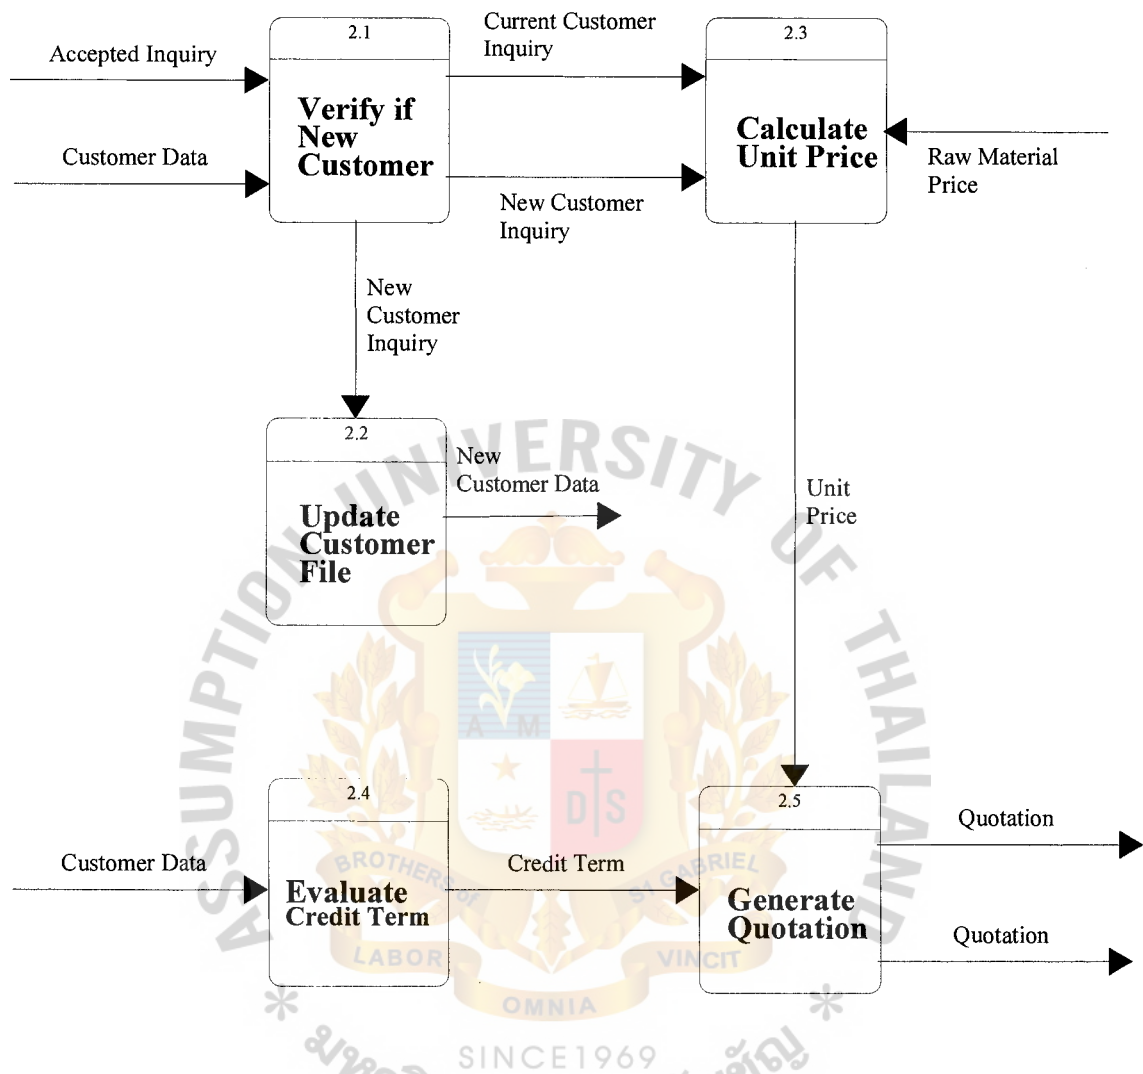 2.1
Accepted Inquiry
Customer Data
Verify if
New
Customer
Current Customer
Inquiry
New Customer
Inquiry
2.3
Calculate
Unit Price
Raw Material
Price
New
Customer
Inquiry
2.2
Update
Customer
File
New
Customer Data
Unit
Price
2.4
Customer Data
Evaluate
Credit Term
Credit Term
2.5
Generate
Quotation
Quotation
Quotation
ASSUMPTION UNIVERSITY OF THAILAND
A M
D S
BROTHERS of
ST GABRIEL
LABOR
VINCIT
OMNIA
SINCE1969